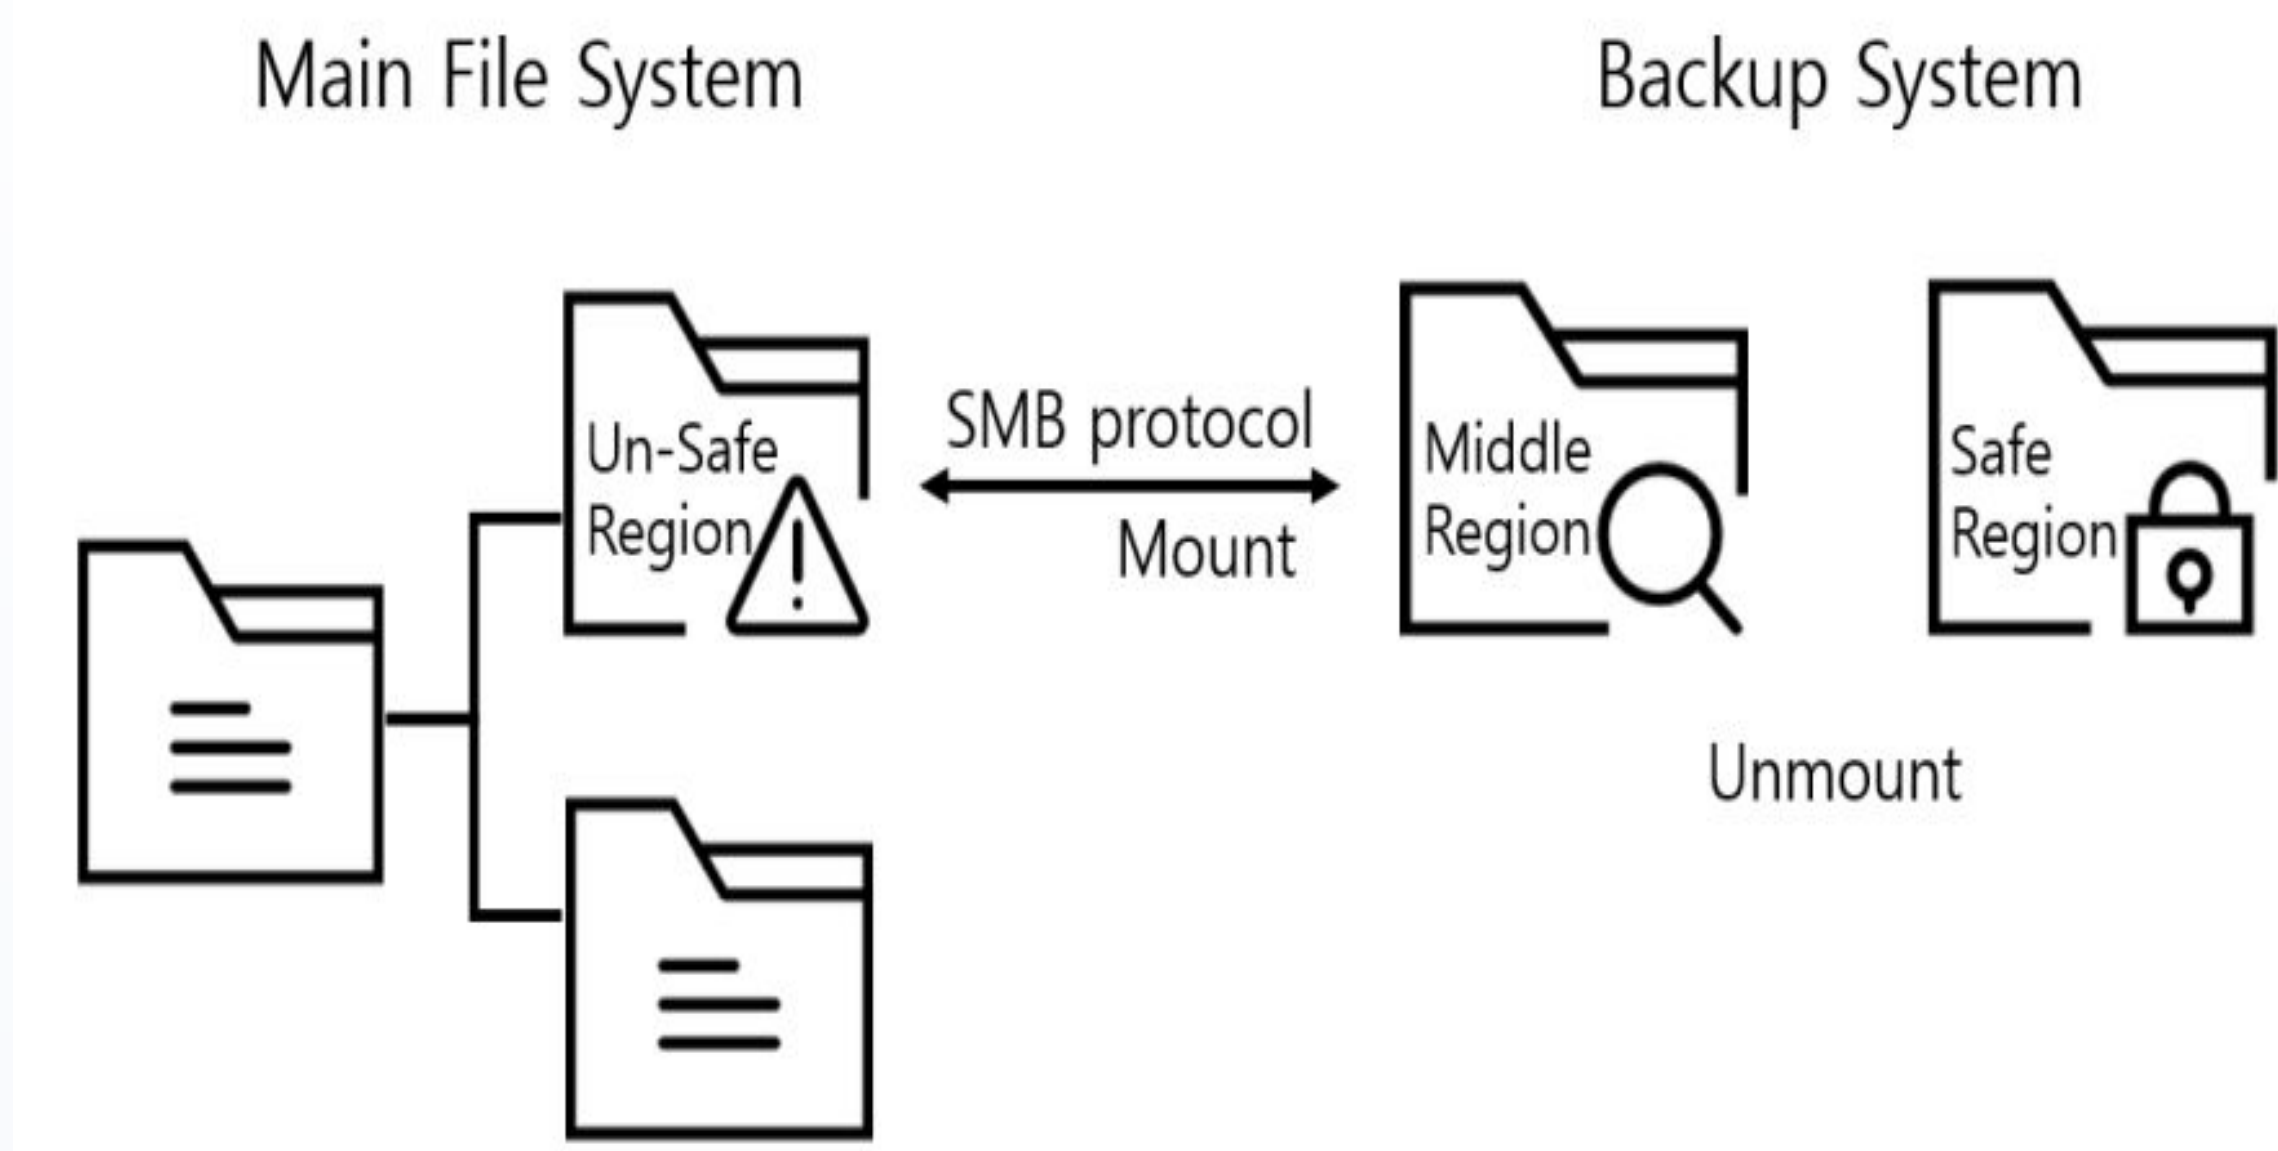 Main File System
Backup System
Un-Safe
Region
SMB protocol
Mount
Middle
Region
Safe
Region
Unmount